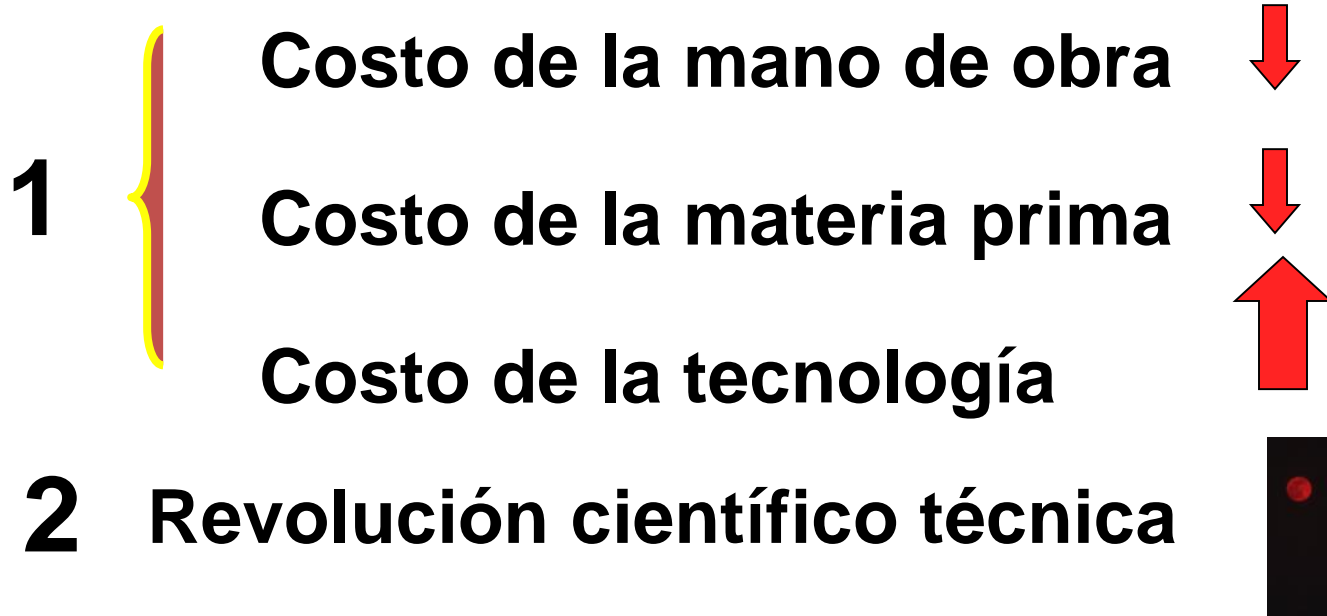 Costo de la mano de obra
1
Costo de la materia prima
Costo de la tecnología
2 Revolución científico técnica